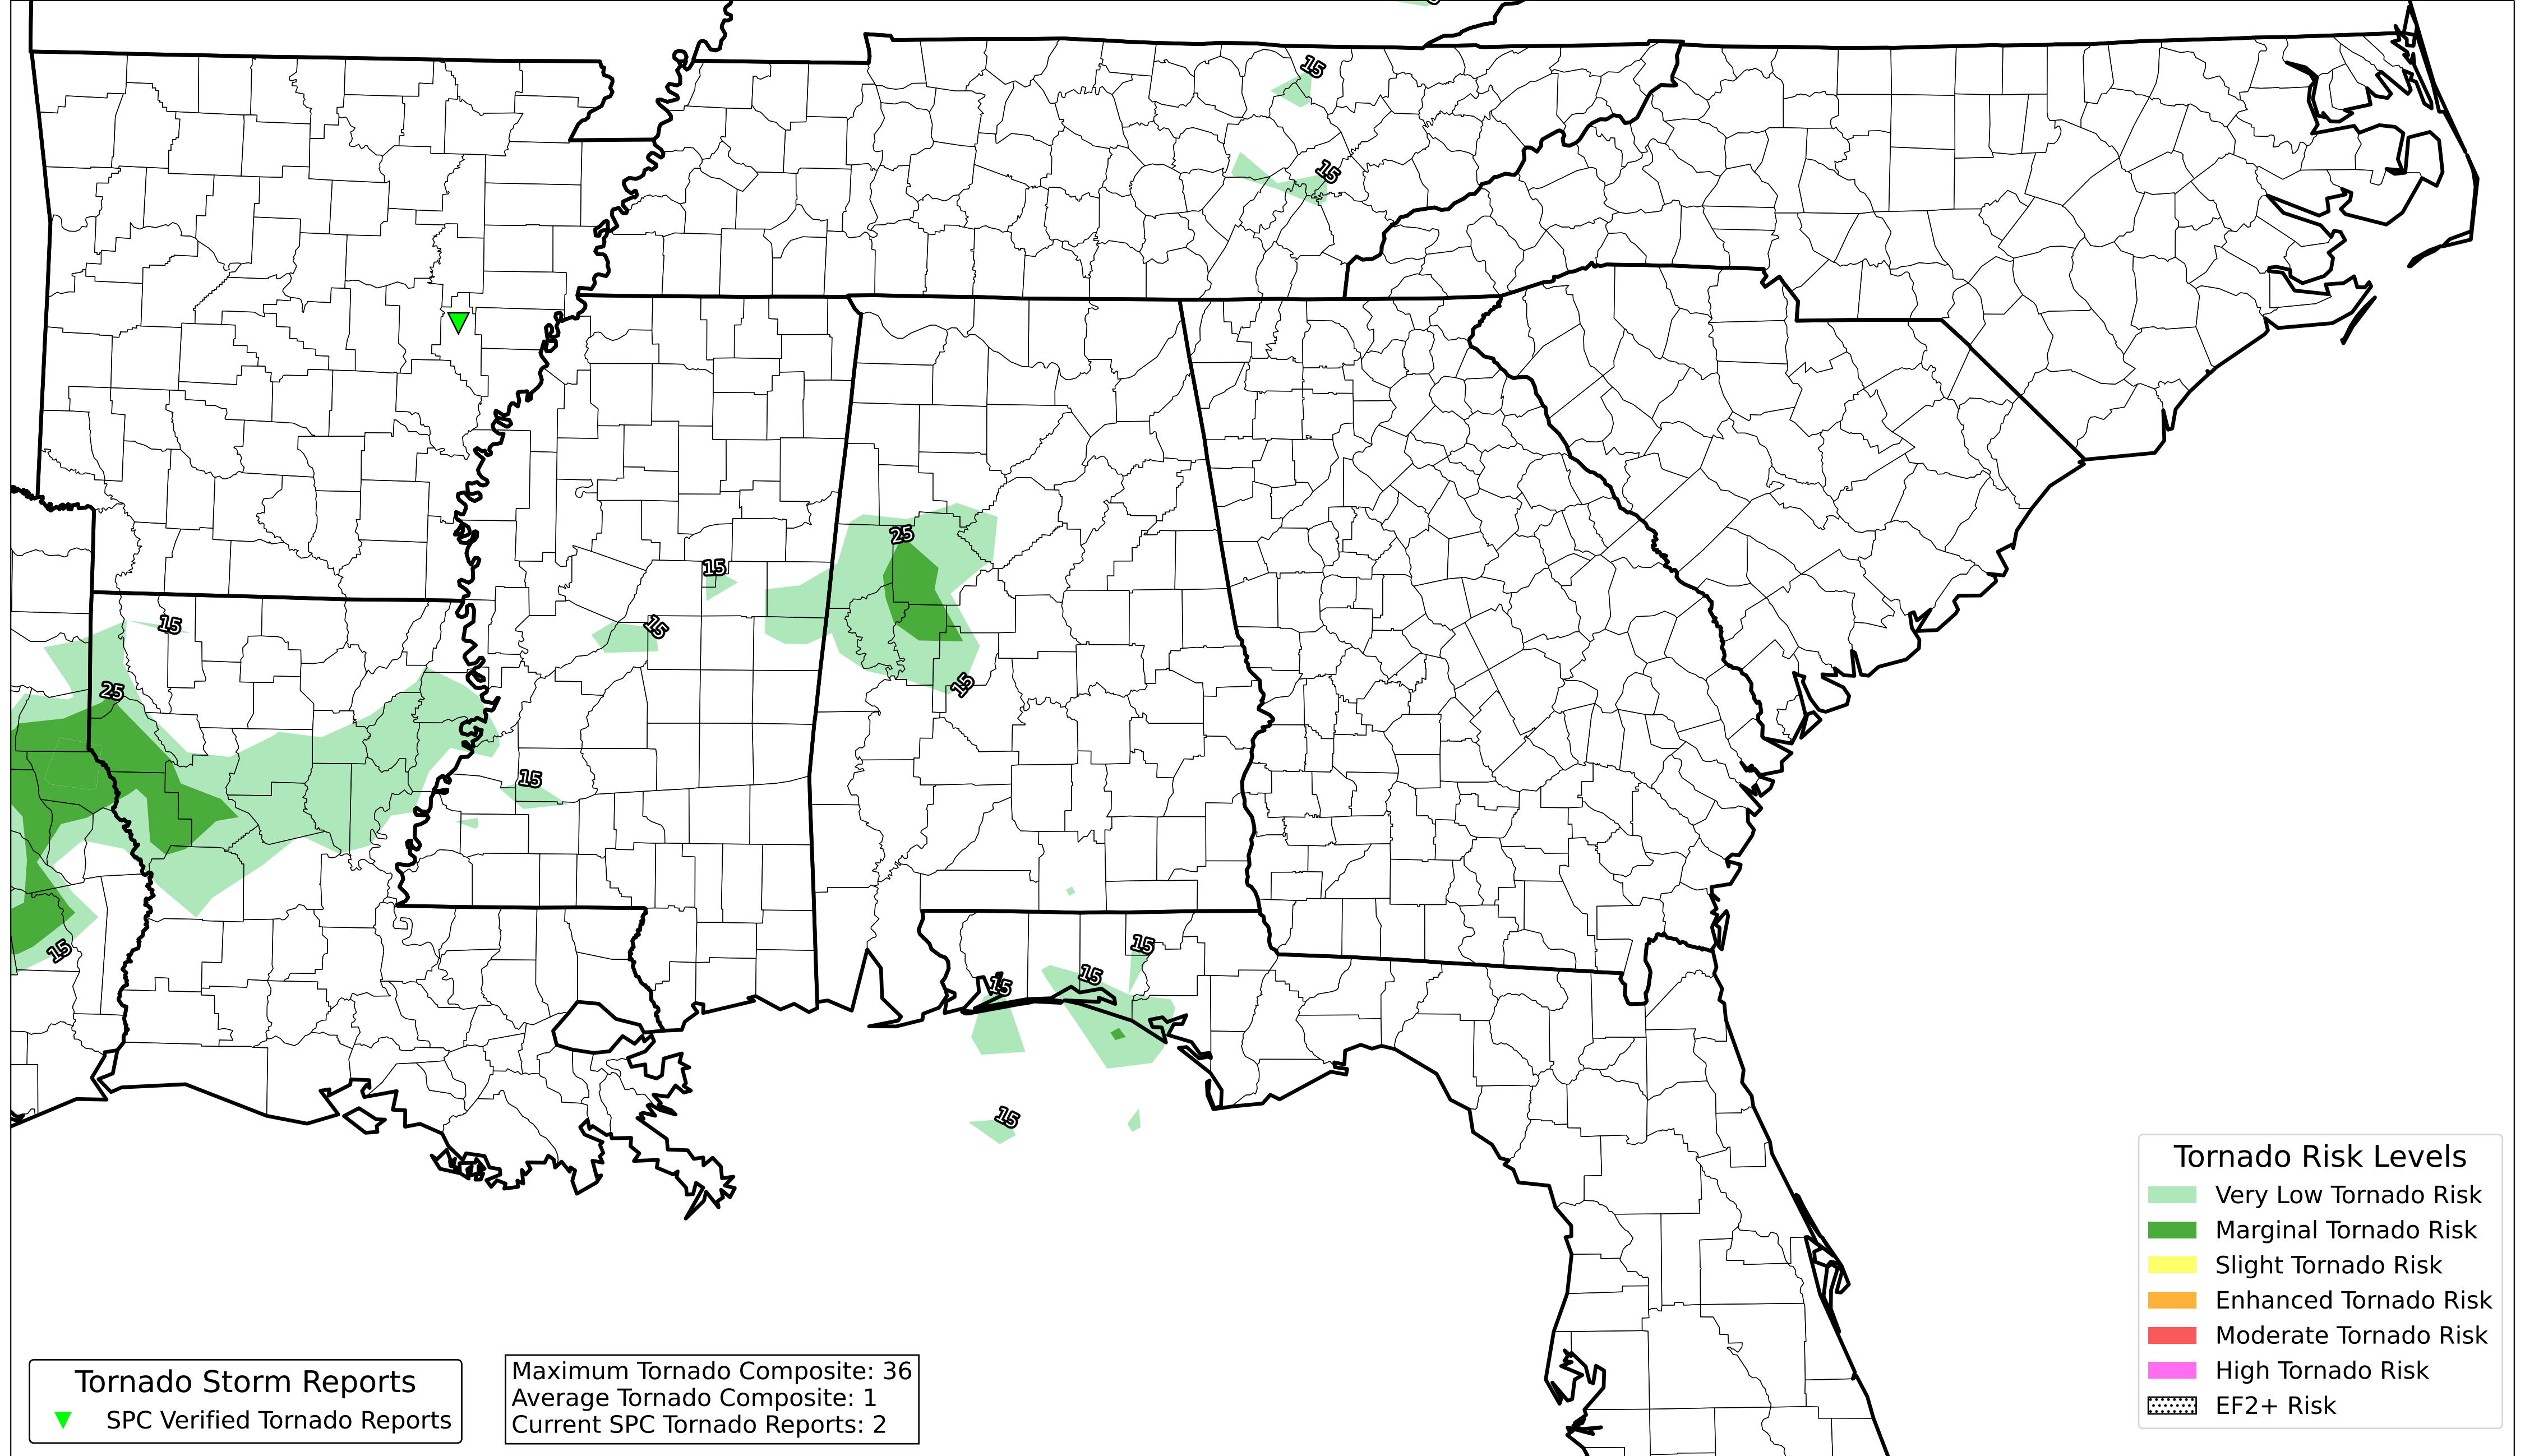 15
15
25
15
15
15
25
15
15
15
15
15
15
15
Tornado Risk Levels
Very Low Tornado Risk
Marginal Tornado Risk
Slight Tornado Risk
Enhanced Tornado Risk
Moderate Tornado Risk
High Tornado Risk
EF2+ Risk
Tornado Storm Reports
SPC Verified Tornado Reports
Maximum Tornado Composite: 36
Average Tornado Composite: 1
Current SPC Tornado Reports: 2